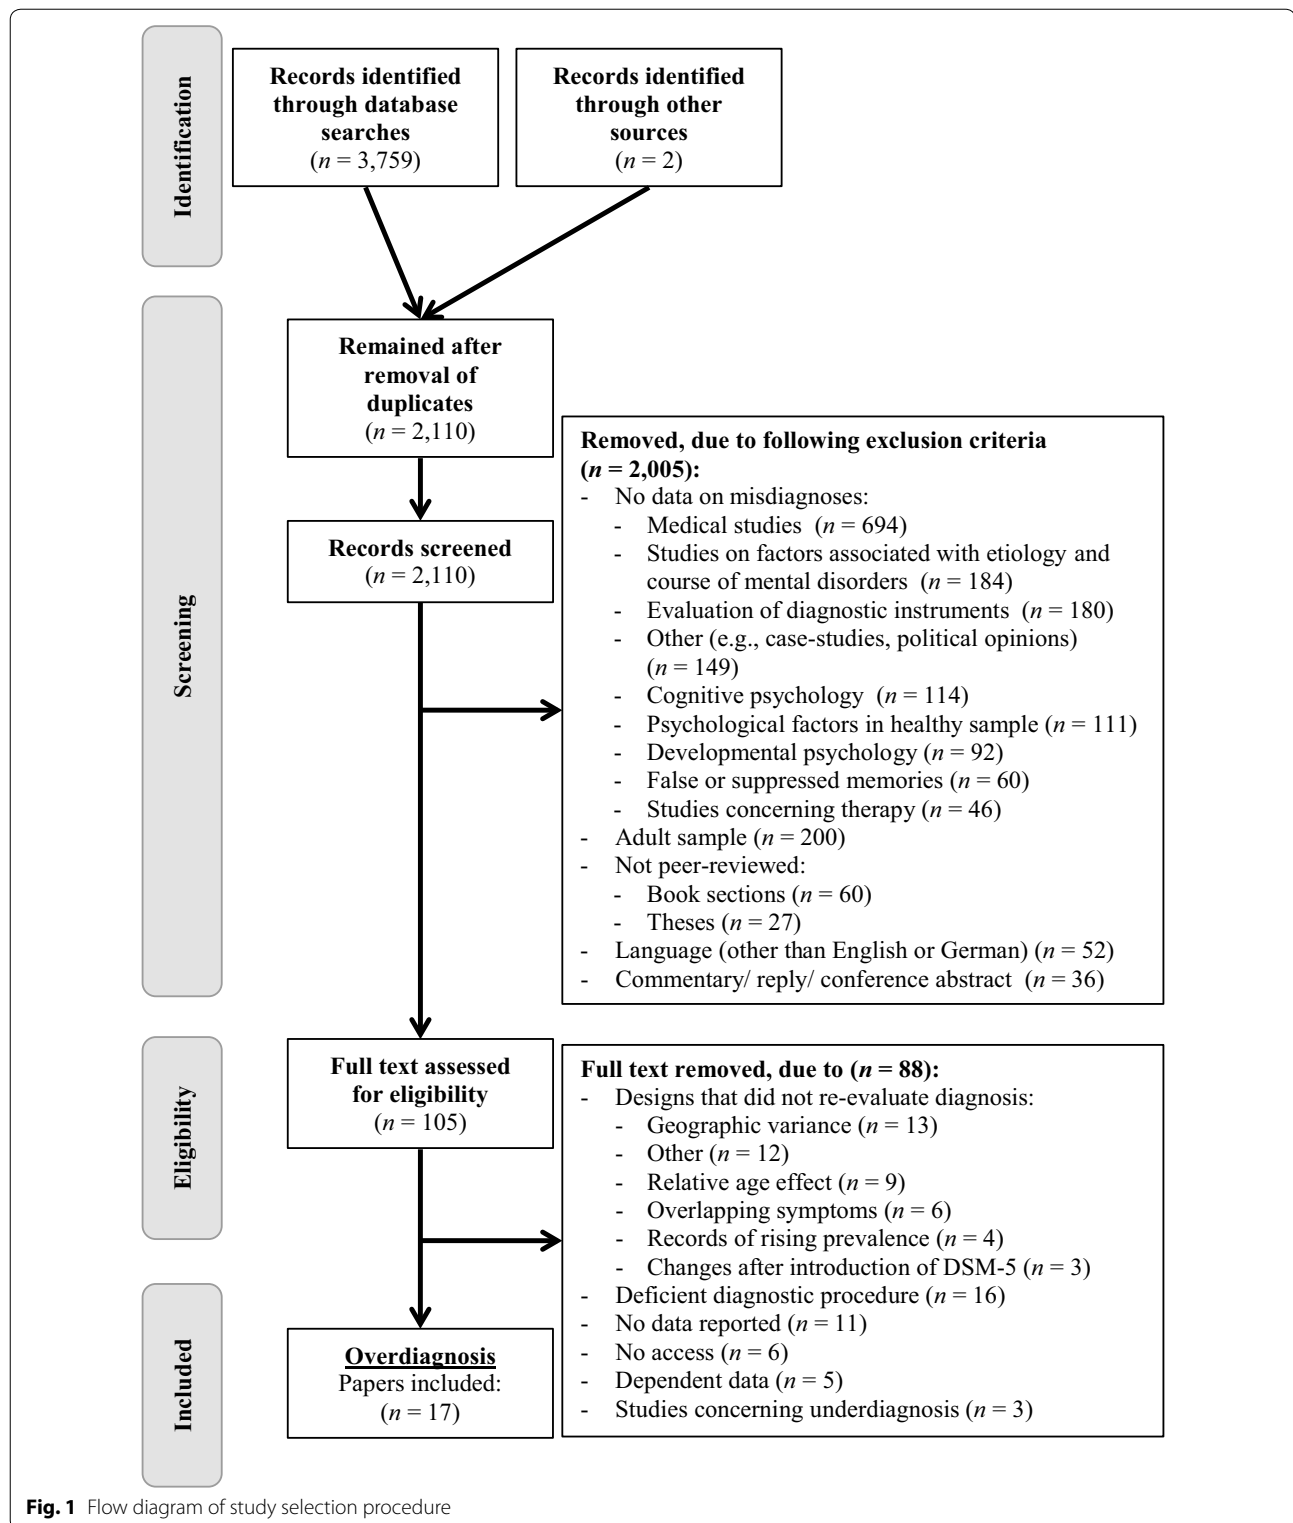 Identification
Records identified
through database
searches
(n = 3,759)
Records identified
through other
sources
(n = 2)
Screening
Remained after
removal of
duplicates
(n = 2,110)
Records screened
(n = 2,110)
Removed, due to following exclusion criteria
(n = 2,005):
- No data on misdiagnoses:
- Medical studies (n = 694)
- Studies on factors associated with etiology and
course of mental disorders (n = 184)
- Evaluation of diagnostic instruments (n = 180)
- Other (e.g., case-studies, political opinions)
(n = 149)
- Cognitive psychology (n = 114)
- Psychological factors in healthy sample (n = 111)
- Developmental psychology (n = 92)
- False or suppressed memories (n = 60)
- Studies concerning therapy (n = 46)
- Adult sample (n = 200)
- Not peer-reviewed:
- Book sections (n = 60)
- Theses (n = 27)
- Language (other than English or German) (n = 52)
- Commentary/ reply/ conference abstract (n = 36)
Eligibility
Full text assessed
for eligibility
(n = 105)
Full text removed, due to (n = 88):
- Designs that did not re-evaluate diagnosis:
- Geographic variance (n = 13)
- Other (n = 12)
- Relative age effect (n = 9)
- Overlapping symptoms (n = 6)
- Records of rising prevalence (n = 4)
- Changes after introduction of DSM-5 (n = 3)
- Deficient diagnostic procedure (n = 16)
- No data reported (n = 11)
- No access (n = 6)
- Dependent data (n = 5)
- Studies concerning underdiagnosis (n = 3)
Included
Overdiagnosis
Papers included:
(n = 17)
Fig. 1 Flow diagram of study selection procedure